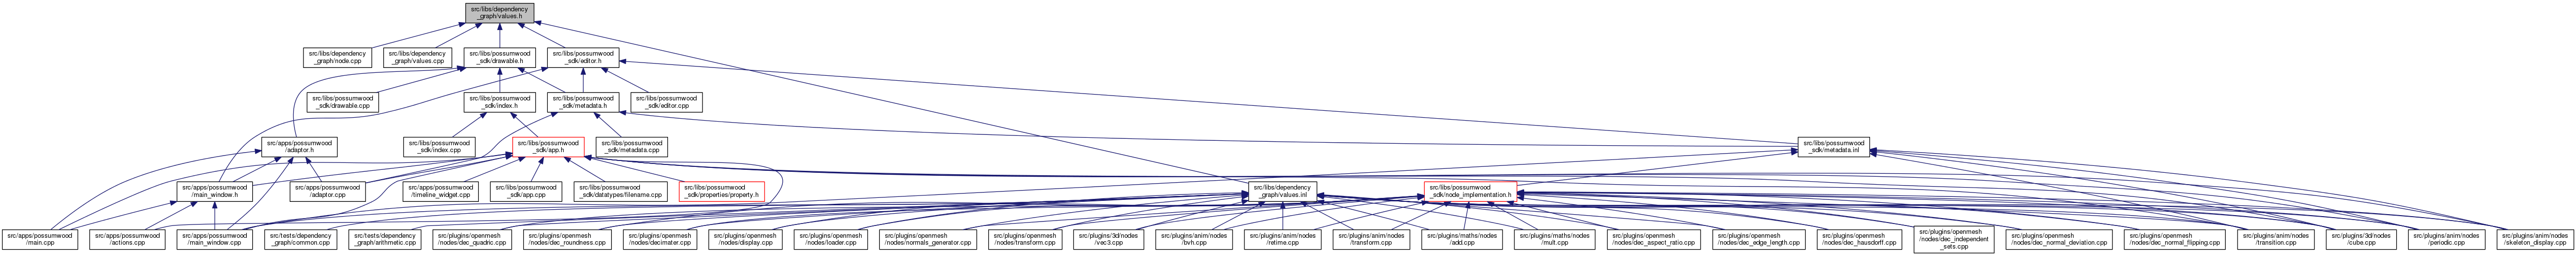 src/libs/dependency
_graph/values.h
src/libs/dependency
_graph/node.cpp
src/libs/dependency
_graph/values.cpp
src/libs/possumwood
_sdk/drawable.h
src/libs/possumwood
_sdk/editor.h
src/libs/possumwood
_sdk/drawable.cpp
src/libs/possumwood
_sdk/index.h
src/libs/possumwood
_sdk/metadata.h
src/libs/possumwood
_sdk/editor.cpp
src/apps/possumwood
/adaptor.h
src/libs/possumwood
_sdk/index.cpp
src/libs/possumwood
_sdk/app.h
src/libs/possumwood
_sdk/metadata.cpp
src/libs/possumwood
_sdk/metadata.inl
src/apps/possumwood
/main_window.h
src/apps/possumwood
/adaptor.cpp
src/apps/possumwood
/timeline_widget.cpp
src/libs/possumwood
_sdk/app.cpp
src/libs/possumwood
_sdk/datatypes/filename.cpp
src/libs/possumwood
_sdk/properties/property.h
src/libs/dependency
_graph/values.inl
src/libs/possumwood
_sdk/node_implementation.h
src/apps/possumwood
/main.cpp
src/apps/possumwood
/actions.cpp
src/apps/possumwood
/main_window.cpp
src/tests/dependency
_graph/common.cpp
src/tests/dependency
_graph/arithmetic.cpp
src/plugins/openmesh
/nodes/dec_quadric.cpp
src/plugins/openmesh
/nodes/dec_roundness.cpp
src/plugins/openmesh
/nodes/decimater.cpp
src/plugins/openmesh
/nodes/display.cpp
src/plugins/openmesh
/nodes/loader.cpp
src/plugins/openmesh
/nodes/normals_generator.cpp
src/plugins/openmesh
/nodes/transform.cpp
src/plugins/3d/nodes
/vec3.cpp
src/plugins/anim/nodes
/bvh.cpp
src/plugins/anim/nodes
/retime.cpp
src/plugins/anim/nodes
/transform.cpp
src/plugins/maths/nodes
/add.cpp
src/plugins/maths/nodes
/mult.cpp
src/plugins/openmesh
/nodes/dec_aspect_ratio.cpp
src/plugins/openmesh
/nodes/dec_edge_length.cpp
src/plugins/openmesh
/nodes/dec_hausdorff.cpp
src/plugins/openmesh
/nodes/dec_independent
_sets.cpp
src/plugins/openmesh
/nodes/dec_normal_deviation.cpp
src/plugins/openmesh
/nodes/dec_normal_flipping.cpp
src/plugins/anim/nodes
/transition.cpp
src/plugins/3d/nodes
/cube.cpp
src/plugins/anim/nodes
/periodic.cpp
src/plugins/anim/nodes
/skeleton_display.cpp